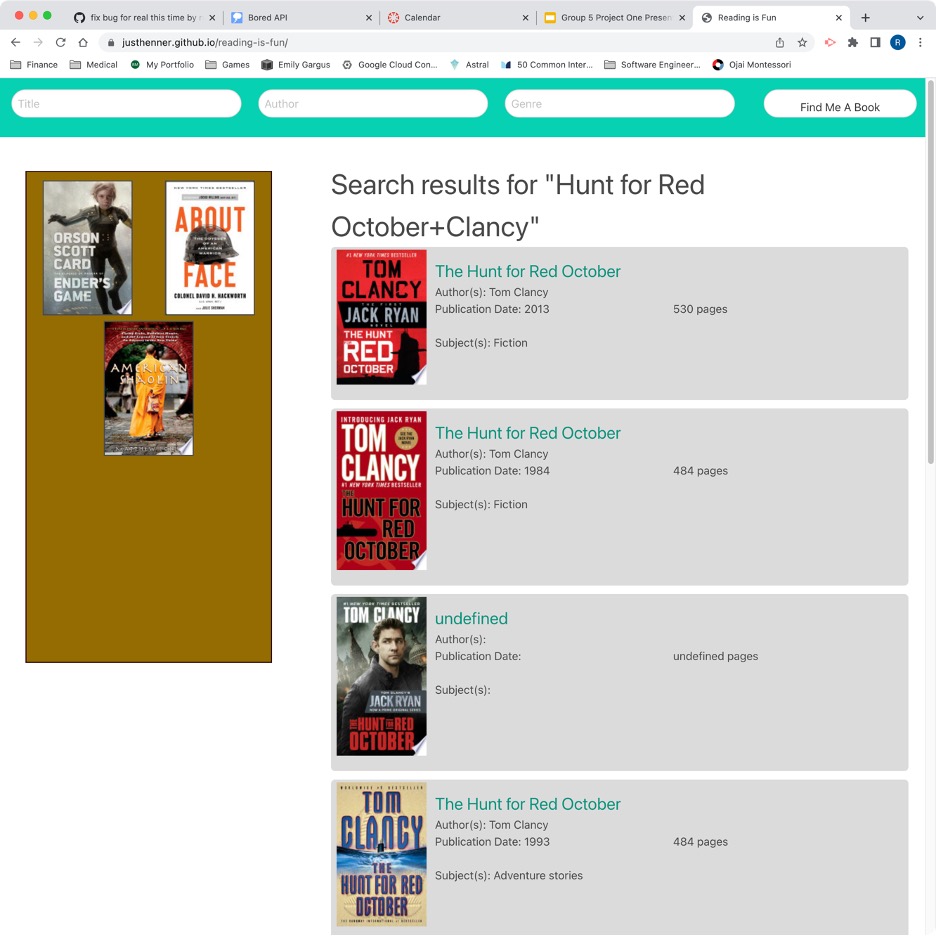 fix bug for real this time by r
Bored API
Calendar
Group 5 Project One Presen
Reading is Fun
justhenner.github.io/reading-is-fun/
R
Finance
Medical
My Portfolio
Games
Emily Gargus
Google Cloud Con...
Astral
50 Common Inter...
Software Engineer...
Ojai Montessori
Title
Author
Genre
Find Me A Book
ORSON
SCOTT
CARD
ENDER'S
GAME
NEW YORK TIMES BESTSELLER
ABOUT
THE ODYSSEY
OF AN
AMERICAN
WARRIOR
FACE
COLONEL DAVID H. HACKWORTH
AMERICAN
SHAOLIN
Search results for "Hunt for Red
October+Clancy"
#1 NEW YORK TIMES BESTSELLER
TOM
CLANCY
THE FIRST
JACK RYAN
NOVEL
THE HUNT
FOR
RED
OCTOBER
The Hunt for Red October
Author(s): Tom Clancy
Publication Date: 2013
530 pages
Subject(s): Fiction
INTRODUCING JACK RYAN
TOM
CLANCY
#1 NEW YORK TIMES BESTSELLER
THE
HUNT FOR
RED
OCTOBER
The Hunt for Red October
Author(s): Tom Clancy
Publication Date: 1984
484 pages
Subject(s): Fiction
#1 NEW YORK TIMES BESTSELLER
TOM CLANCY
TOM CLANCY'S
JACK RYAN
THE HUNT FOR RED
OCTOBER
undefined
Author(s):
Publication Date:
undefined pages
Subject(s):
WORLDWIDE #1 BESTSELLER
TOM
CLANCY
THE
HUNT FOR RED
OCTOBER
The Hunt for Red October
Author(s): Tom Clancy
Publication Date: 1993
484 pages
Subject(s): Adventure stories